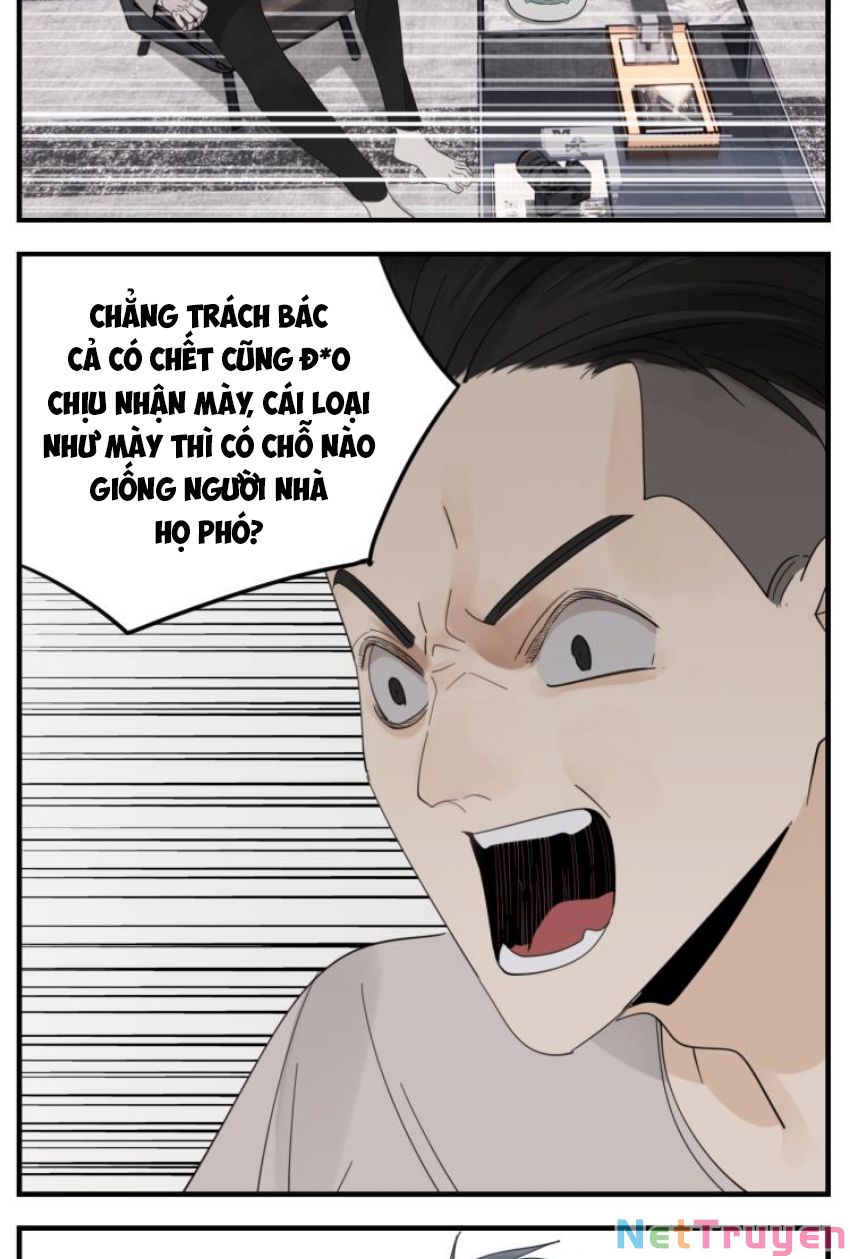 CHẲNG TRÁCH BÁC
CẢ CÓ CHẾT CŨNG Đ*O
CHỊU NHẬN MÀY, CÁI LOẠI
NHƯ MÀY THÌ CÓ CHỖ NÀO
GIỐNG NGƯỜI NHÀ
HỌ PHÓ?
NetTruyen